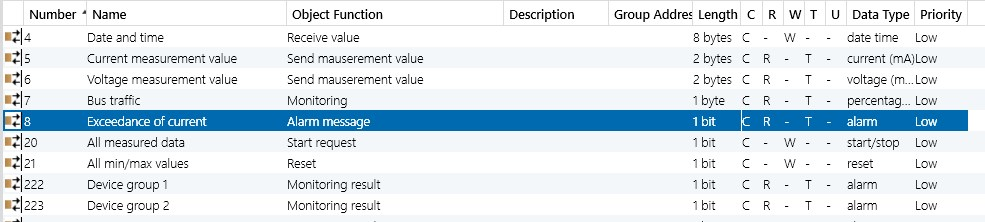 Number Name Object Function Description Group Addres Length C R W T U Data Type Priority
4 Date and time Receive value 8 bytes C - W - - date time Low
5 Current measurement value Send mauserement value 2 bytes C R - T - current (mA) Low
6 Voltage measurement value Send mauserement value 2 bytes C R - T - voltage (m... Low
7 Bus traffic Monitoring 1 byte C R - T - percentag... Low
8 Exceedance of current Alarm message 1 bit C R - T - alarm Low
20 All measured data Start request 1 bit C - W - - start/stop Low
21 All min/max values Reset 1 bit C - W - - reset Low
222 Device group 1 Monitoring result 1 bit C R - T - alarm Low
223 Device group 2 Monitoring result 1 bit C R - T - alarm Low